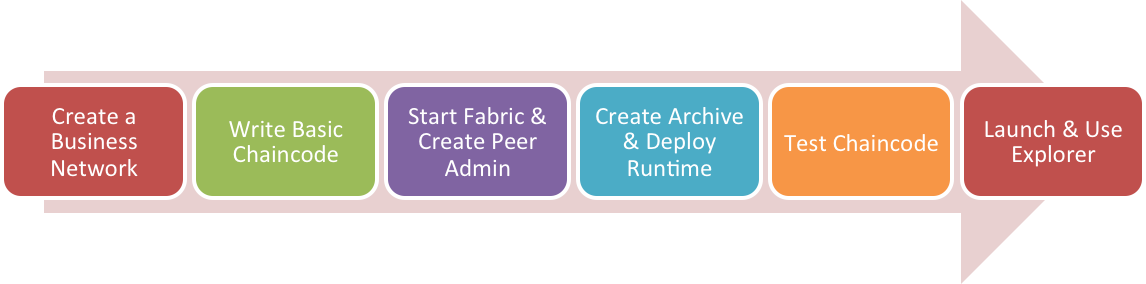 Create a
Business
Network
Write Basic
Chaincode
Start Fabric &
Create Peer
Admin
Create Archive
& Deploy
Runtime
Test Chaincode
Launch & Use
Explorer